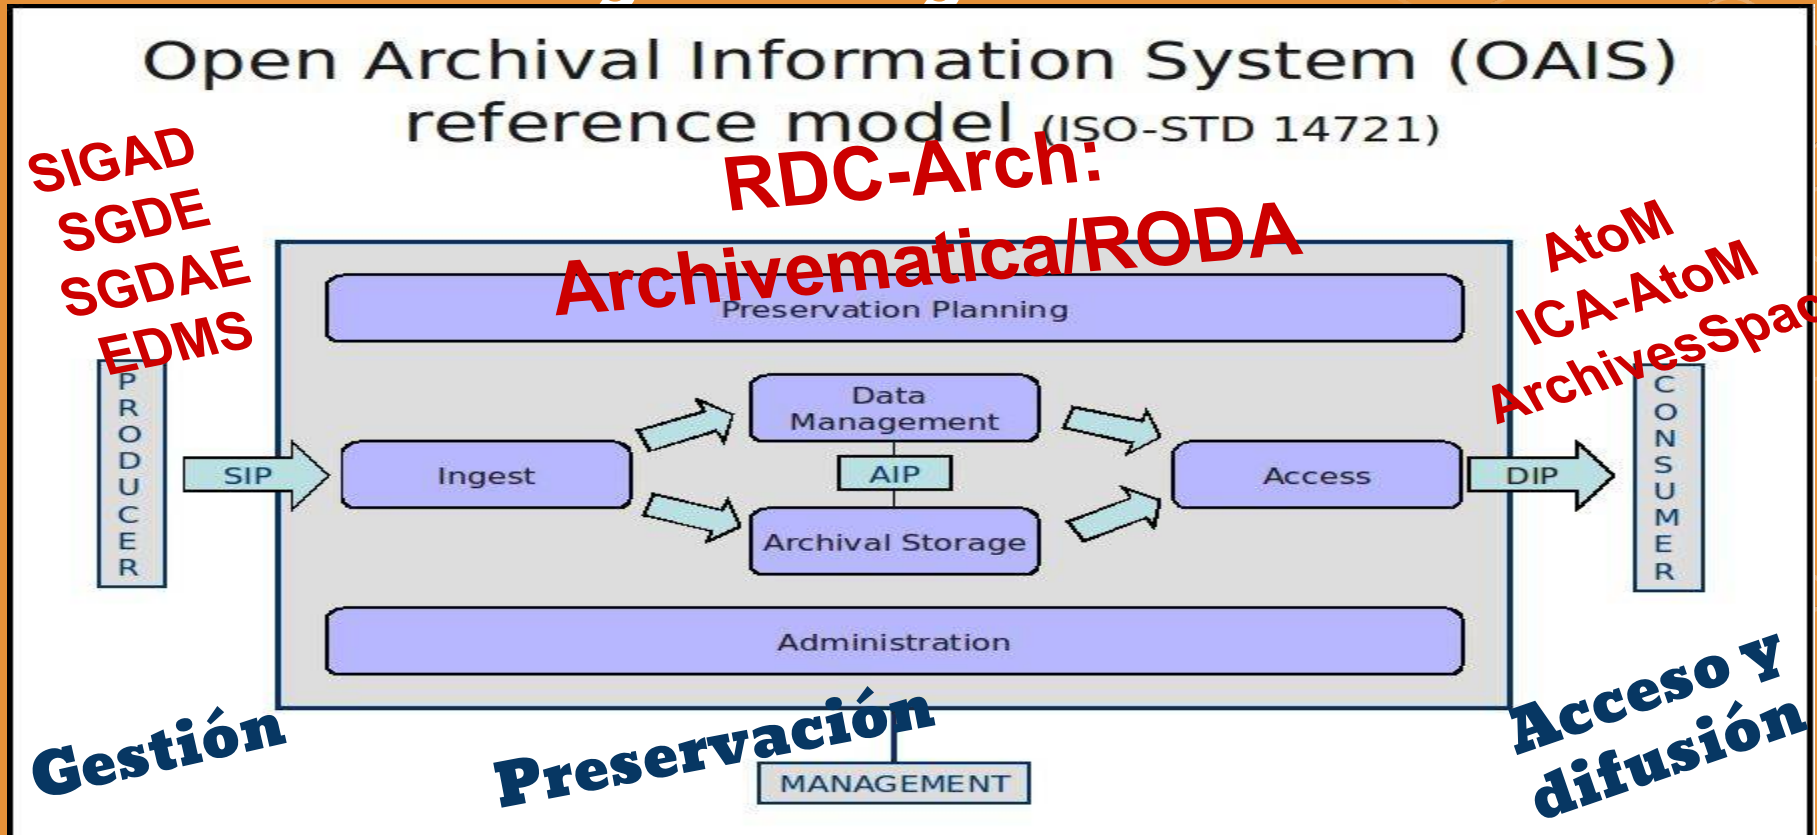 Open Archival Information System (OAIS)
reference model (ISO-STD 14721)
SIGAD
SGDE
SGDAE
EDMS
RDC-Arch:
Archivematica/RODA
AtoM
ICA-AtoM
ArchivesSpac
Preservation Planning
PRODUCER
SIP
Ingest
Data
Management
AIP
Archival Storage
Access
DIP
CONSUMER
Administration
Gestión
Preservación
Acceso y
difusión
MANAGEMENT